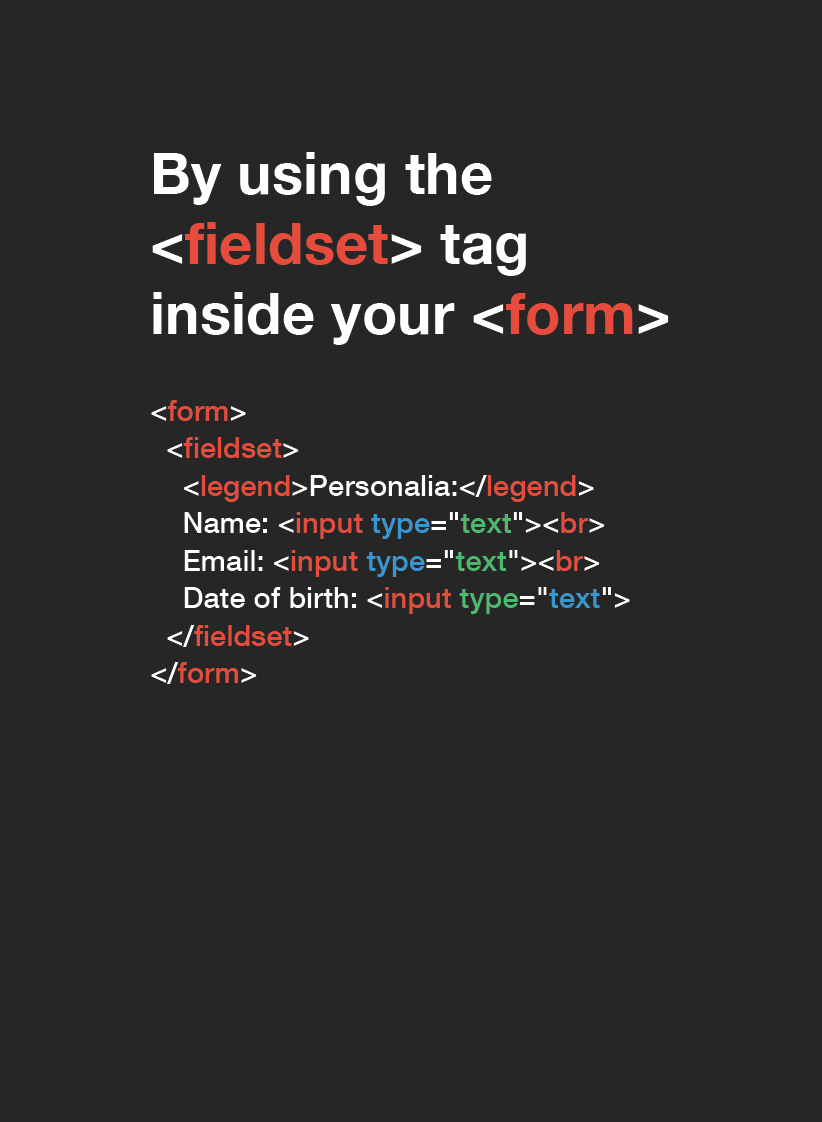 By using the
<fieldset> tag
inside your <form>
<form>
<fieldset>
<legend>Personalia:</legend>
Name: <input type="text"><br>
Email: <input type="text"><br>
Date of birth: <input type="text">
</fieldset>
</form>